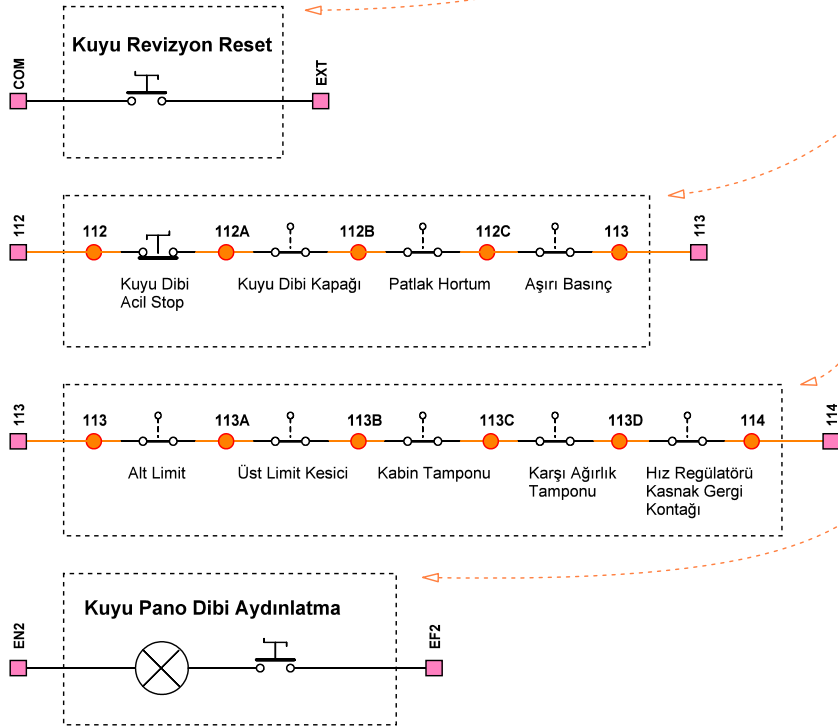 Kuyu Revizyon Reset
COM
EXT
112
112
112A
112B
112C
113
113
Kuyu Dibi
Acil Stop
Kuyu Dibi Kapağı
Patlak Hortum
Aşırı Basınç
113
113
113A
113B
113C
113D
114
114
Alt Limit
Üst Limit Kesici
Kabin Tamponu
Karşı Ağırlık
Tamponu
Hız Regülatörü
Kasnak Gergi
Kontağı
Kuyu Pano Dibi Aydınlatma
EN2
EF2